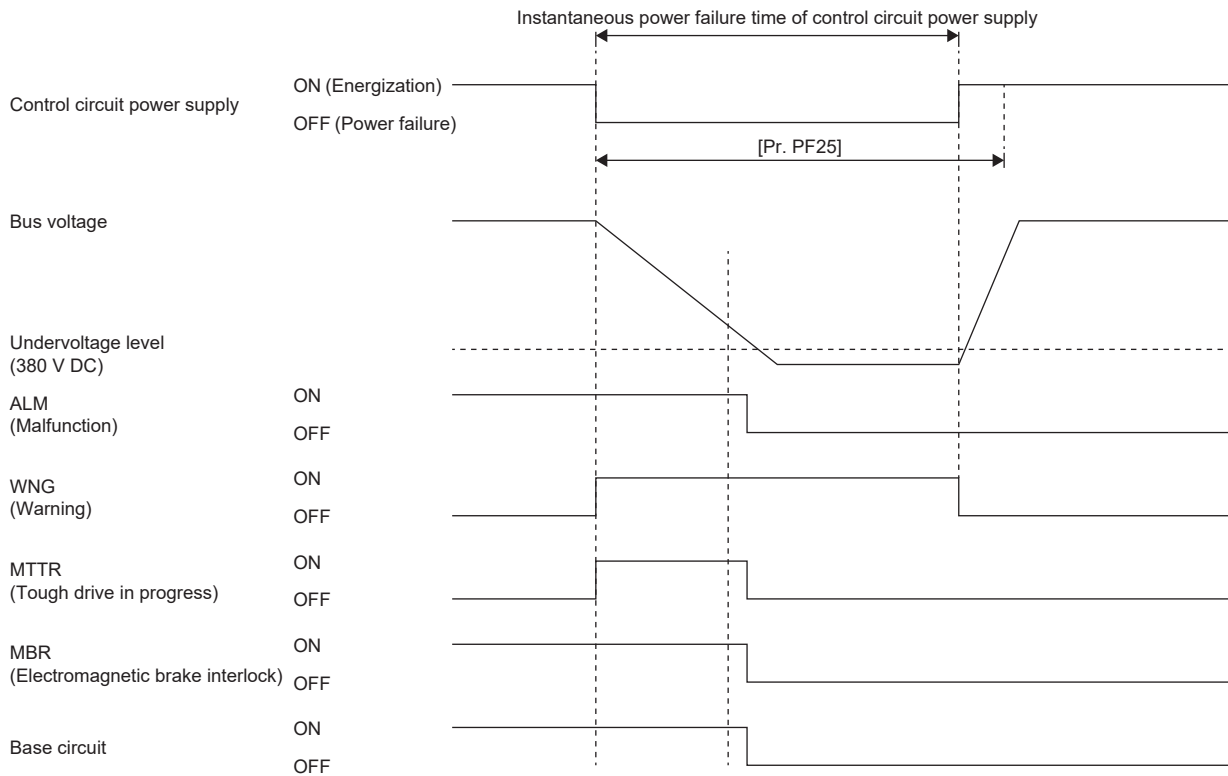 Instantaneous power failure time of control circuit power supply
Control circuit power supply
ON (Energization)
OFF (Power failure)
[Pr. PF25]
Bus voltage
Undervoltage level
(380 V DC)
ALM
(Malfunction)
ON
OFF
WNG
(Warning)
ON
OFF
MTTR
(Tough drive in progress)
ON
OFF
MBR
(Electromagnetic brake interlock)
ON
OFF
Base circuit
ON
OFF